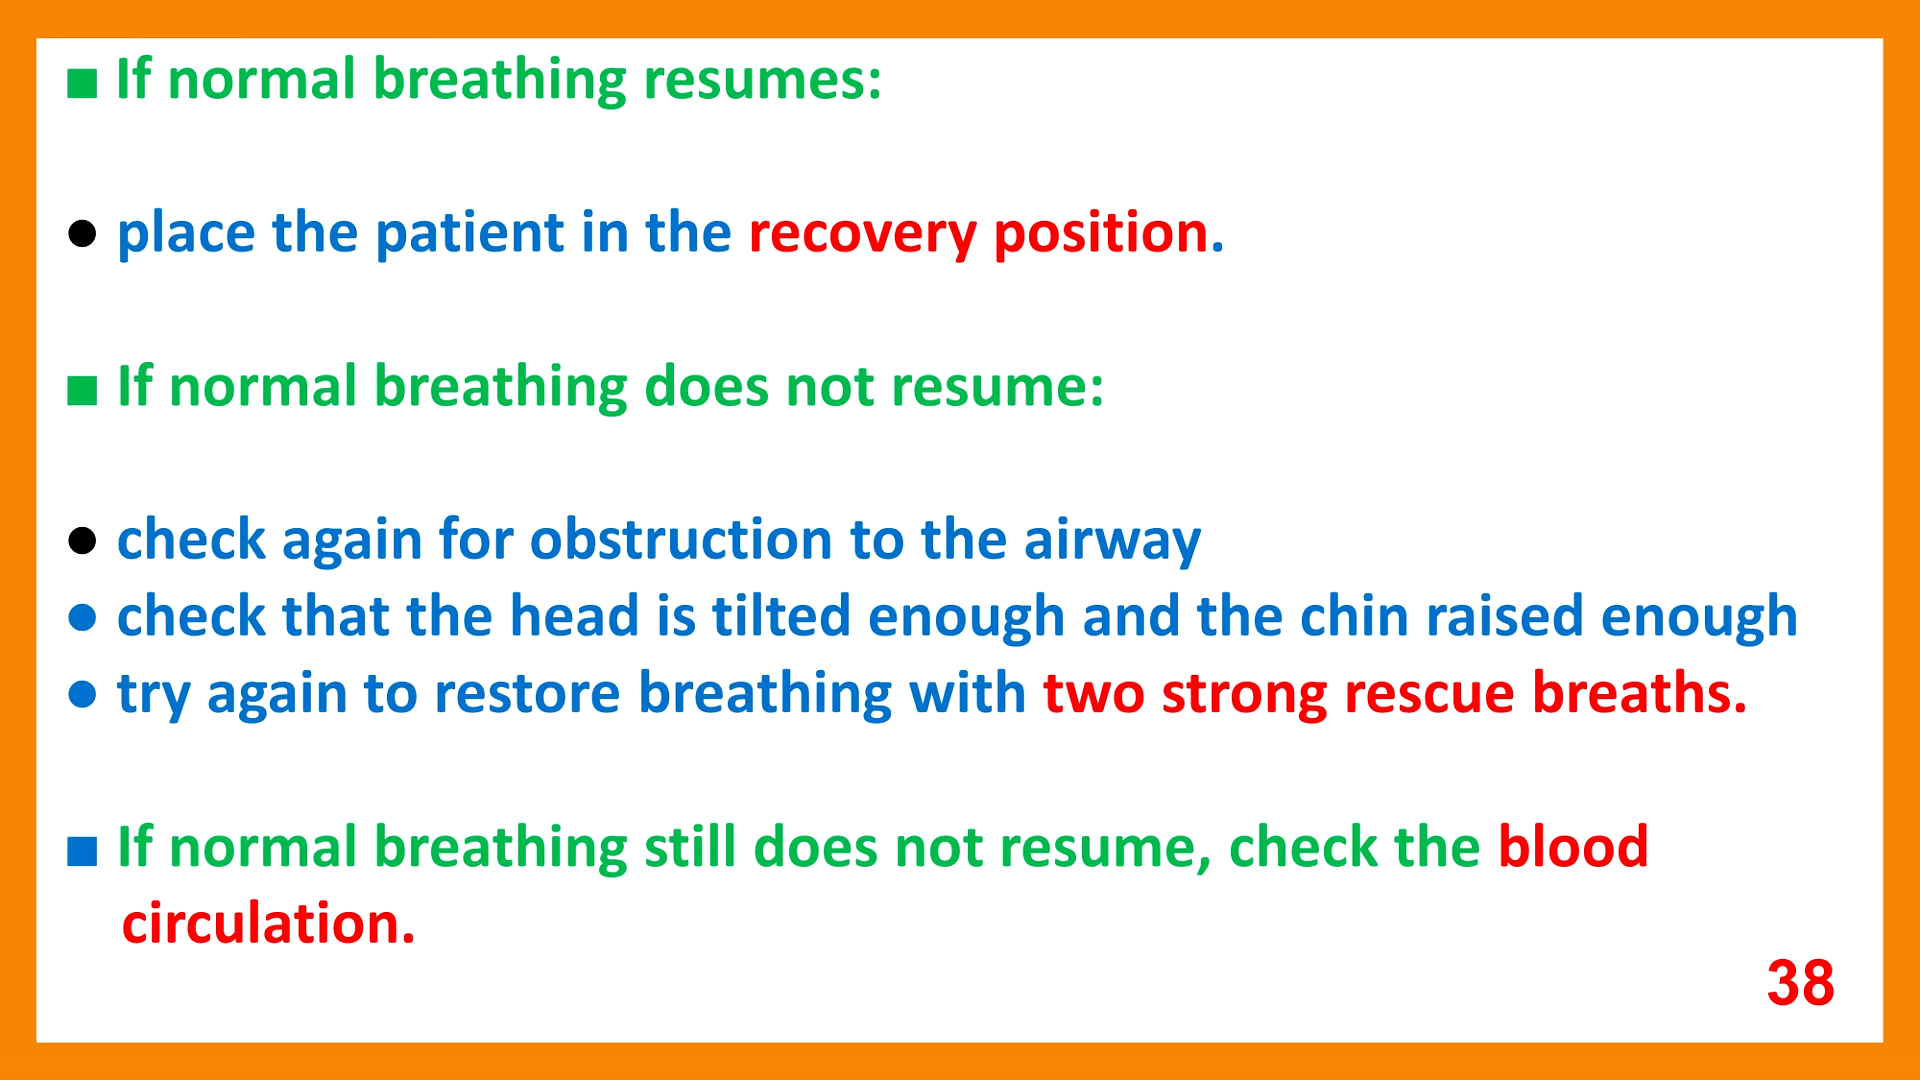 ■ If normal breathing resumes:
● place the patient in the recovery position.
■ If normal breathing does not resume:
● check again for obstruction to the airway
● check that the head is tilted enough and the chin raised enough
● try again to restore breathing with two strong rescue breaths.
■ If normal breathing still does not resume, check the blood
circulation.
38